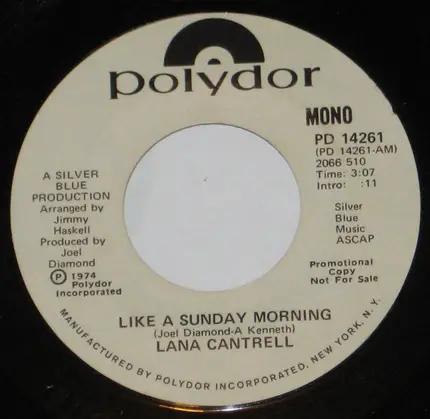 polydor
MONO
PD 14261
(PD 14261-AM)
2066 510
Time: 3:07
Intro: :11
A SILVER
BLUE
PRODUCTION
Arranged by
Jimmy
Haskell
Produced by
Joel
Diamond
Ⓟ 1974
Polydor
Incorporated
Silver
Blue
Music
ASCAP
Promotional
Copy
Not For Sale
LIKE A SUNDAY MORNING
(Joel Diamond-A Kenneth)
LANA CANTRELL
MANUFACTURED BY POLYDOR INCORPORATED, NEW YORK, N.Y.